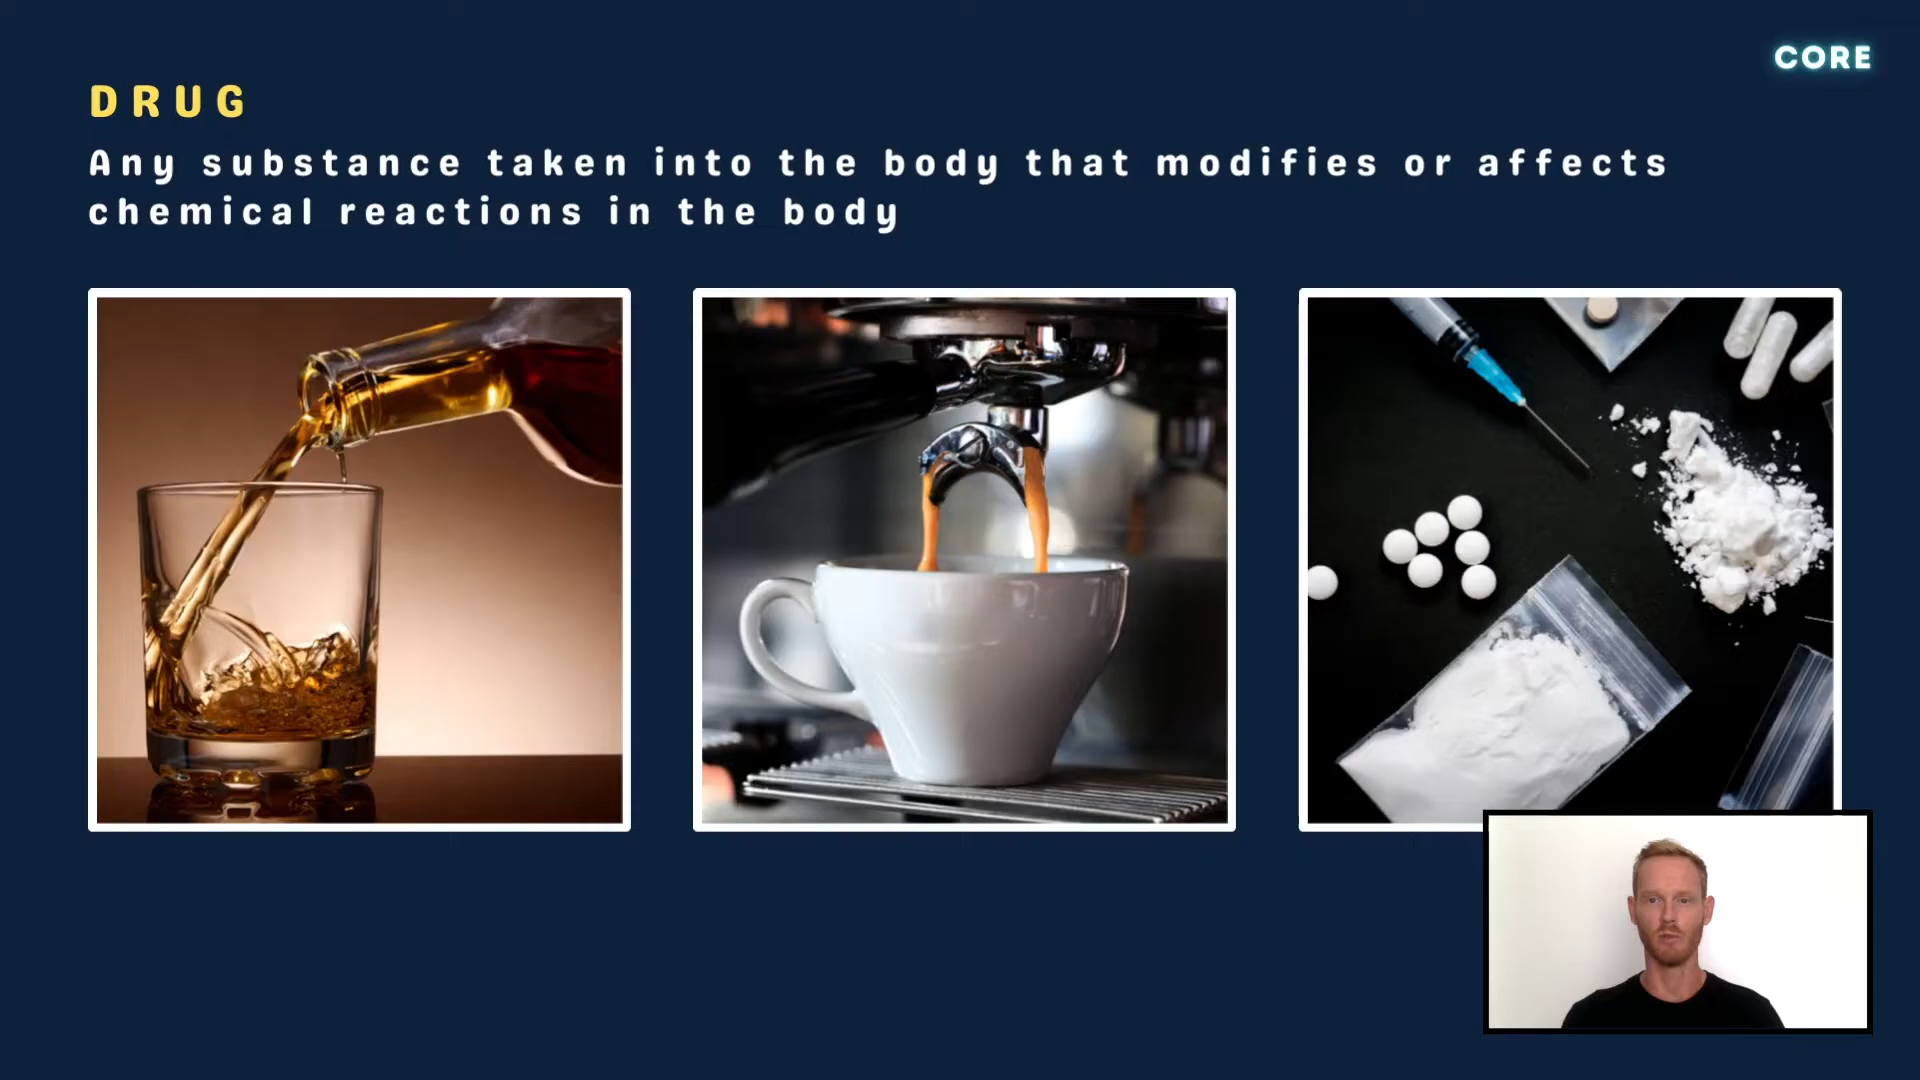 CORE
DRUG
Any substance taken into the body that modifies or affects
chemical reactions in the body